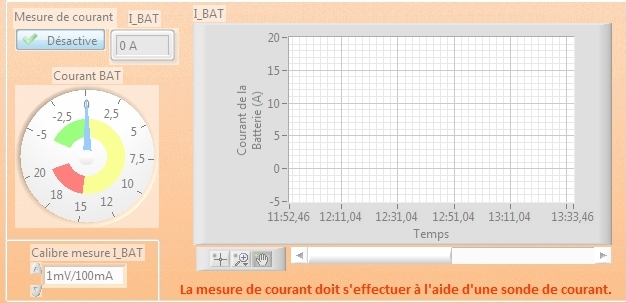 Mesure de courant
I_BAT
Désactive
0 A
Courant BAT
0
-2,5
2,5
-5
5
7,5
20
10
18
12
15
Calibre mesure I_BAT
1mV/100mA
I_BAT
Courant de la
Batterie (A)
20
15
10
5
0
-5
11:52,46 12:11,04 12:31,04 12:51,04 13:11,04 13:33,46
Temps
La mesure de courant doit s'effectuer à l'aide d'une sonde de courant.